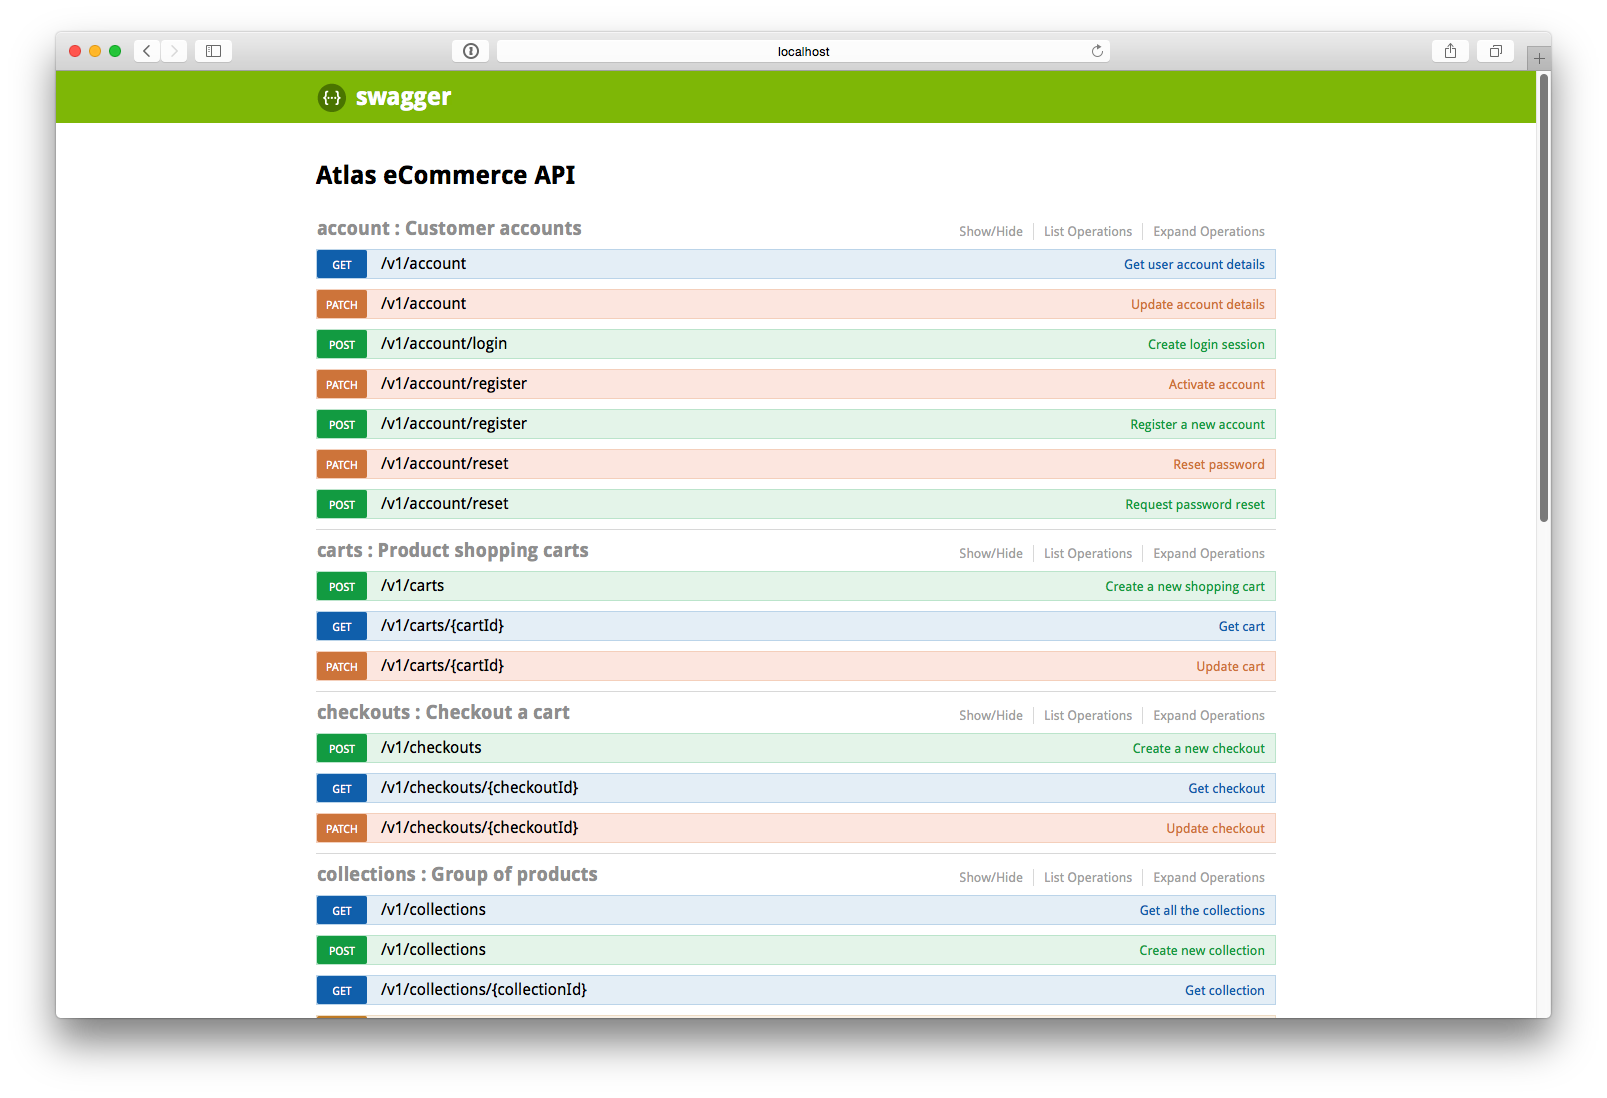 localhost
{···} swagger
Atlas eCommerce API
account : Customer accounts Show/Hide List Operations Expand Operations
GET /v1/account Get user account details
PATCH /v1/account Update account details
POST /v1/account/login Create login session
PATCH /v1/account/register Activate account
POST /v1/account/register Register a new account
PATCH /v1/account/reset Reset password
POST /v1/account/reset Request password reset
carts : Product shopping carts Show/Hide List Operations Expand Operations
POST /v1/carts Create a new shopping cart
GET /v1/carts/{cartId} Get cart
PATCH /v1/carts/{cartId} Update cart
checkouts : Checkout a cart Show/Hide List Operations Expand Operations
POST /v1/checkouts Create a new checkout
GET /v1/checkouts/{checkoutId} Get checkout
PATCH /v1/checkouts/{checkoutId} Update checkout
collections : Group of products Show/Hide List Operations Expand Operations
GET /v1/collections Get all the collections
POST /v1/collections Create new collection
GET /v1/collections/{collectionId} Get collection